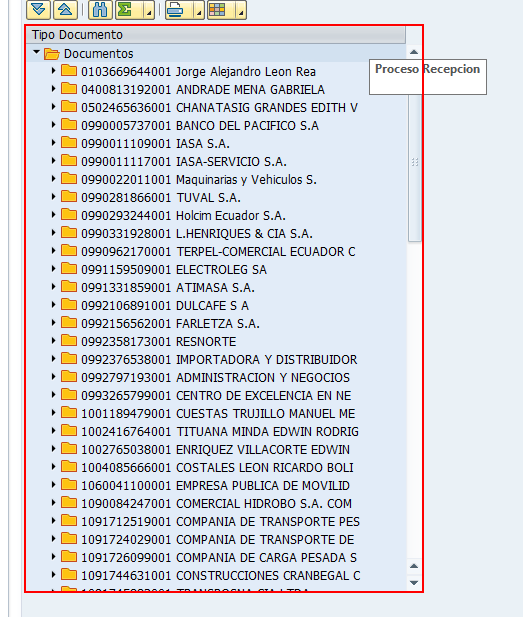 Tipo Documento
Documentos
Proceso Recepcion
0103669644001 Jorge Alejandro Leon Rea
0400813192001 ANDRADE MENA GABRIELA
0502465636001 CHANATASIG GRANDES EDITH V
0990005737001 BANCO DEL PACIFICO S.A
0990011109001 IASA S.A.
0990011117001 IASA-SERVICIO S.A.
0990022011001 Maquinarias y Vehiculos S.
0990281866001 TUVAL S.A.
0990293244001 Holcim Ecuador S.A.
0990331928001 L.HENRIQUES & CIA S.A.
0990962170001 TERPEL-COMERCIAL ECUADOR C
0991159509001 ELECTROLEG SA
0991331859001 ATIMASA S.A.
0992106891001 DULCAFE S A
0992156562001 FARLETZA S.A.
0992358173001 RESNORTE
0992376538001 IMPORTADORA Y DISTRIBUIDOR
0992797193001 ADMINISTRACION Y NEGOCIOS
0993265799001 CENTRO DE EXCELENCIA EN NE
1001189479001 CUESTAS TRUJILLO MANUEL ME
1002416764001 TITUANA MINDA EDWIN RODRIG
1002765038001 ENRIQUEZ VILLACORTE EDWIN
1004085666001 COSTALES LEON RICARDO BOLI
1060041100001 EMPRESA PUBLICA DE MOVILID
1090084247001 COMERCIAL HIDROBO S.A. COM
1091712519001 COMPANIA DE TRANSPORTE PES
1091724029001 COMPANIA DE TRANSPORTE DE
1091726099001 COMPANIA DE CARGA PESADA S
1091744631001 CONSTRUCCIONES CRANBEGAL C